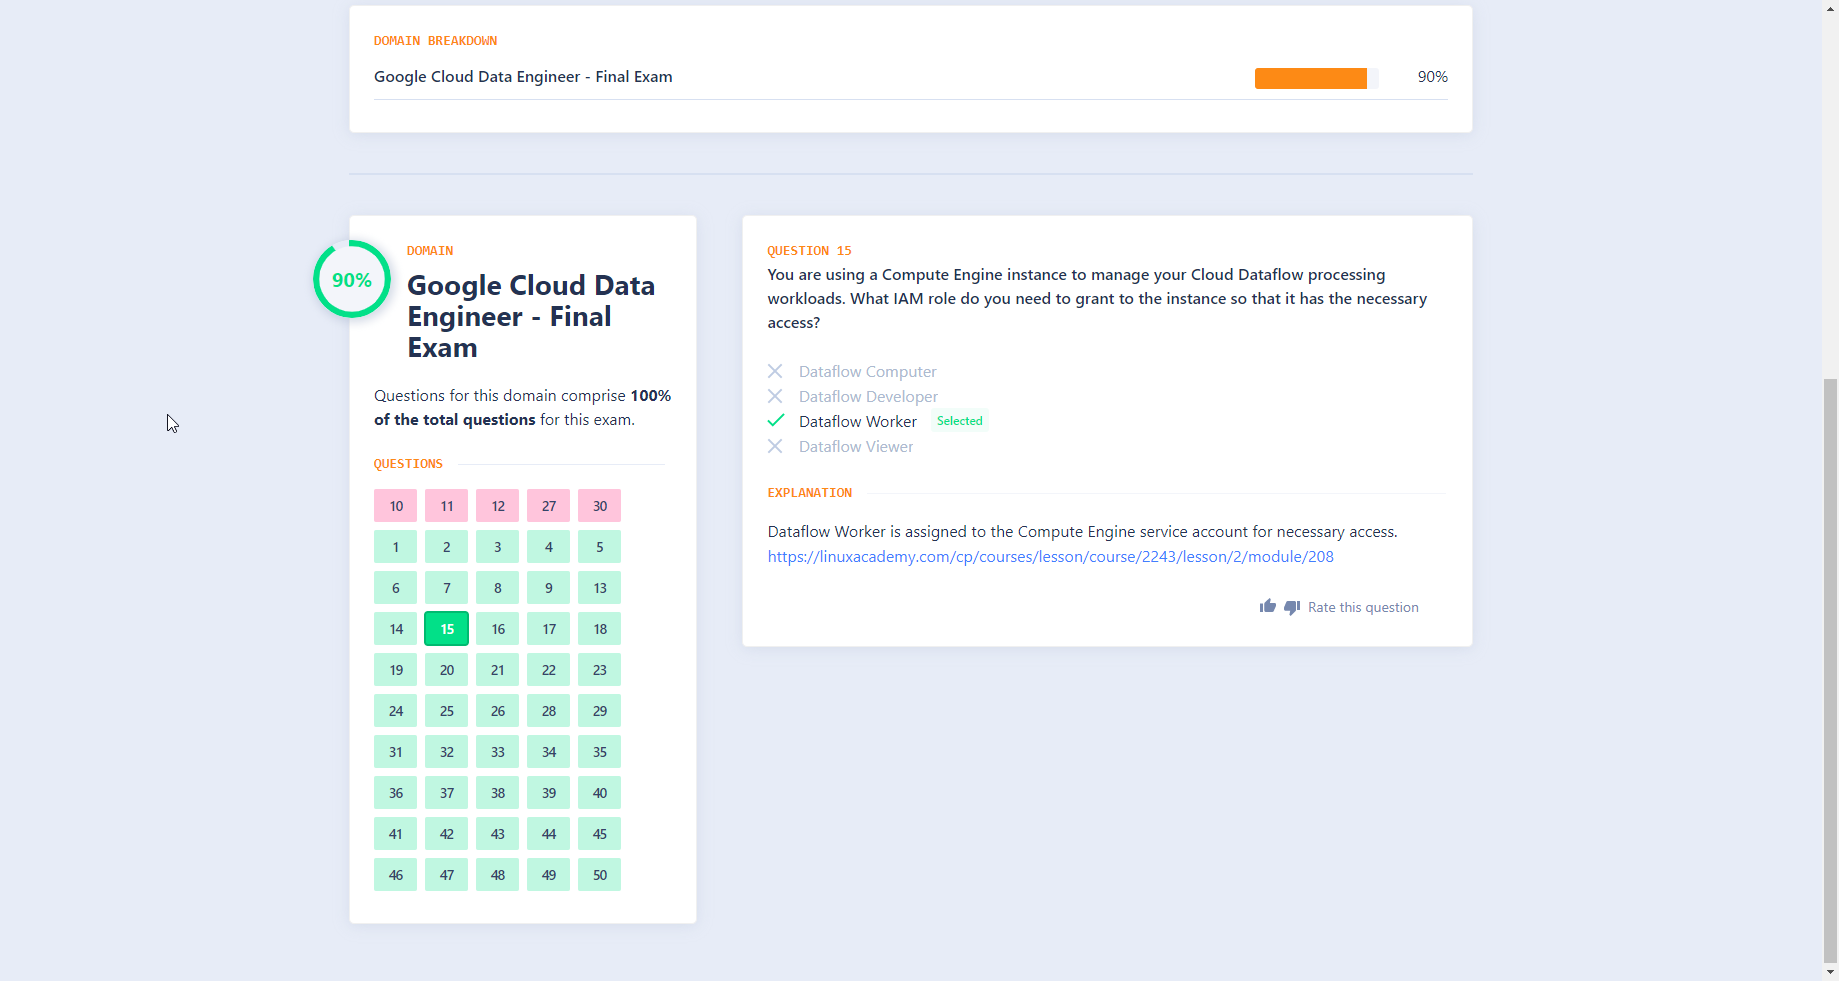 DOMAIN BREAKDOWN
Google Cloud Data Engineer - Final Exam 90%
90%
DOMAIN
Google Cloud Data
Engineer - Final
Exam
Questions for this domain comprise 100%
of the total questions for this exam.
QUESTIONS
10 11 12 27 30
1 2 3 4 5
6 7 8 9 13
14 15 16 17 18
19 20 21 22 23
24 25 26 28 29
31 32 33 34 35
36 37 38 39 40
41 42 43 44 45
46 47 48 49 50
QUESTION 15
You are using a Compute Engine instance to manage your Cloud Dataflow processing
workloads. What IAM role do you need to grant to the instance so that it has the necessary
access?
Dataflow Computer
Dataflow Developer
Dataflow Worker Selected
Dataflow Viewer
EXPLANATION
Dataflow Worker is assigned to the Compute Engine service account for necessary access.
https://linuxacademy.com/cp/courses/lesson/course/2243/lesson/2/module/208
Rate this question